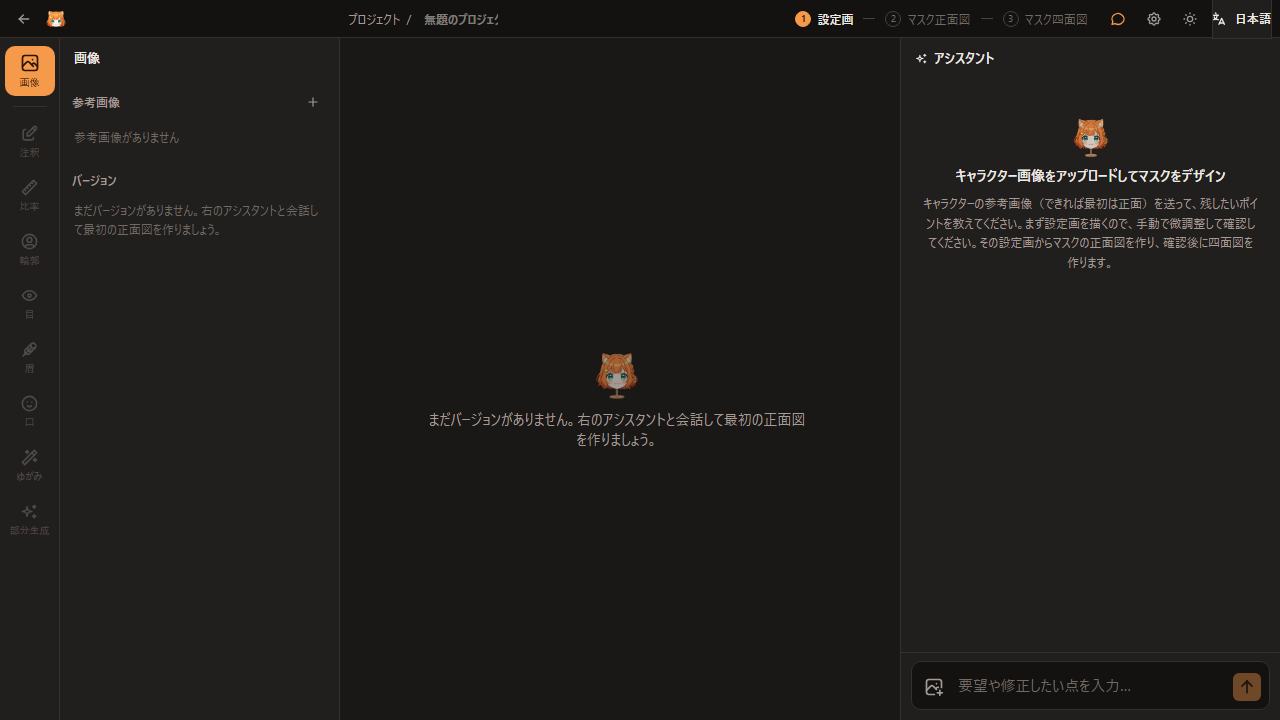 プロジェクト / 無題のプロジェク
1 設定画 — 2 マスク正面図 — 3 マスク四面図
日本語
画像
注釈
比率
輪郭
目
眉
口
ゆがみ
部分生成
画像
参考画像
参考画像がありません
バージョン
まだバージョンがありません。右のアシスタントと会話し
て最初の正面図を作りましょう。
まだバージョンがありません。右のアシスタントと会話して最初の正面図
を作りましょう。
アシスタント
キャラクター画像をアップロードしてマスクをデザイン
キャラクターの参考画像（できれば最初は正面）を送って、残したいポイ
ントを教えてください。まず設定画を描くので、手動で微調整して確認し
てください。その設定画からマスクの正面図を作り、確認後に四面図を
作ります。
要望や修正したい点を入力...